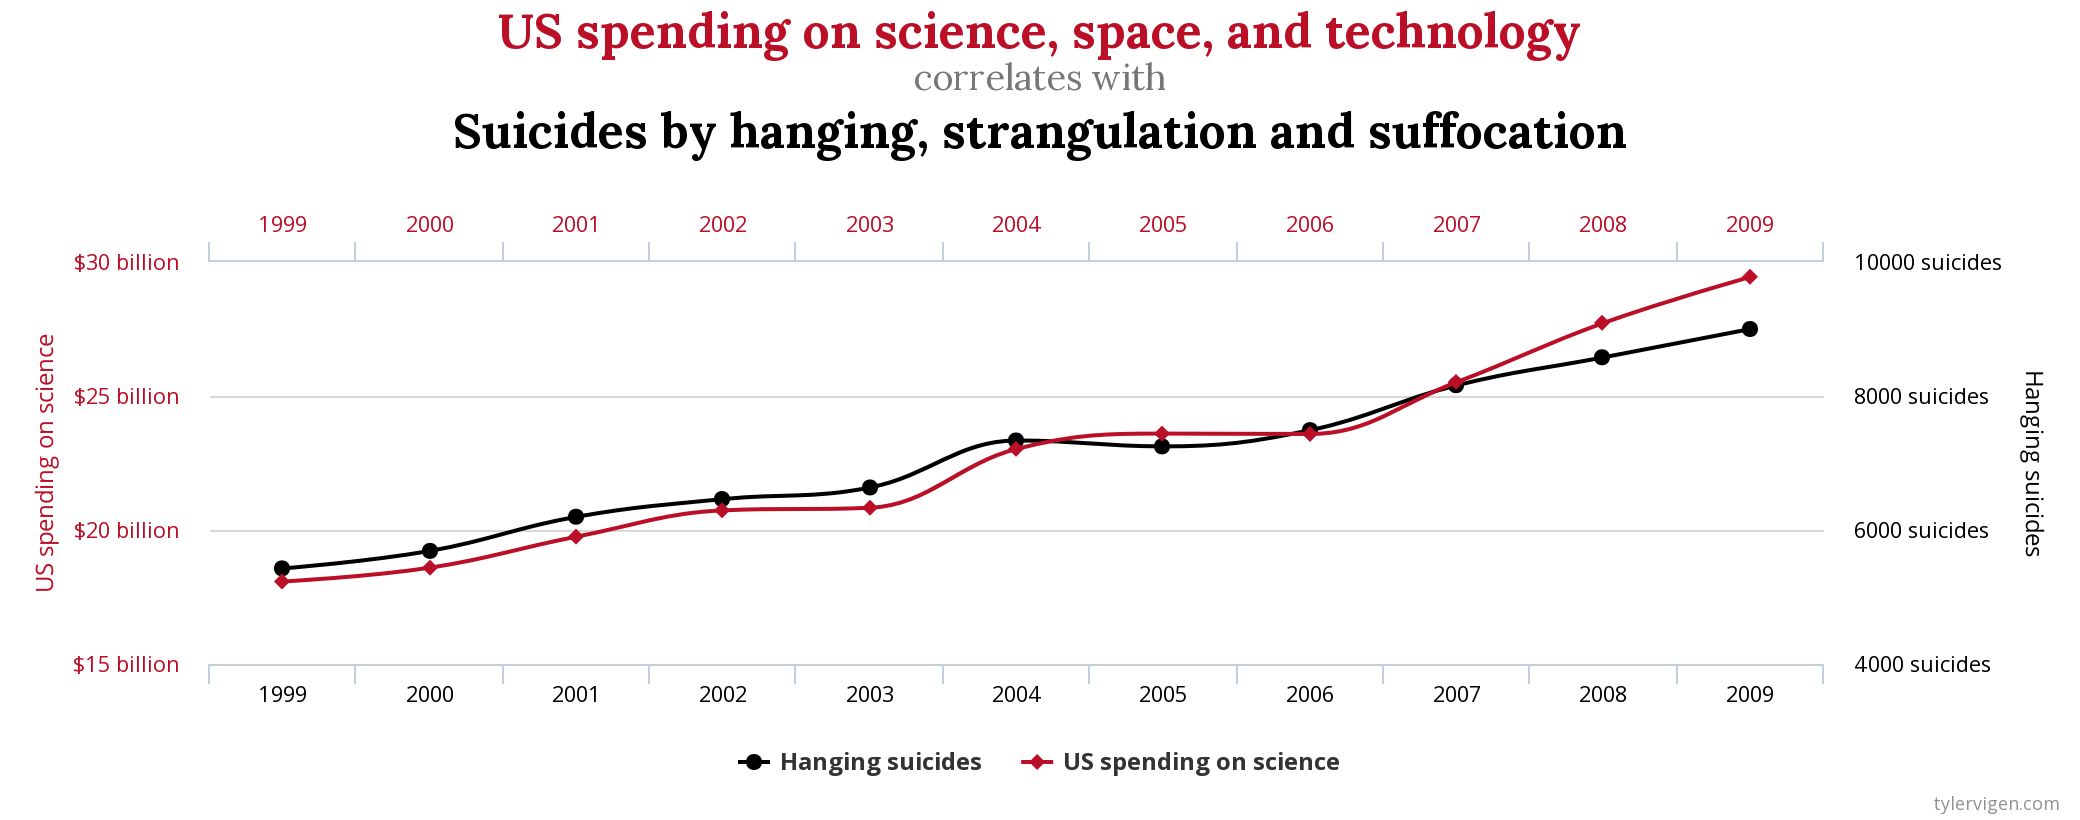 US spending on science, space, and technology
correlates with
Suicides by hanging, strangulation and suffocation
1999 2000 2001 2002 2003 2004 2005 2006 2007 2008 2009
$30 billion
10000 suicides
$25 billion
8000 suicides
$20 billion
6000 suicides
$15 billion
4000 suicides
US spending on science
Hanging suicides
1999 2000 2001 2002 2003 2004 2005 2006 2007 2008 2009
Hanging suicides US spending on science
tylervigen.com